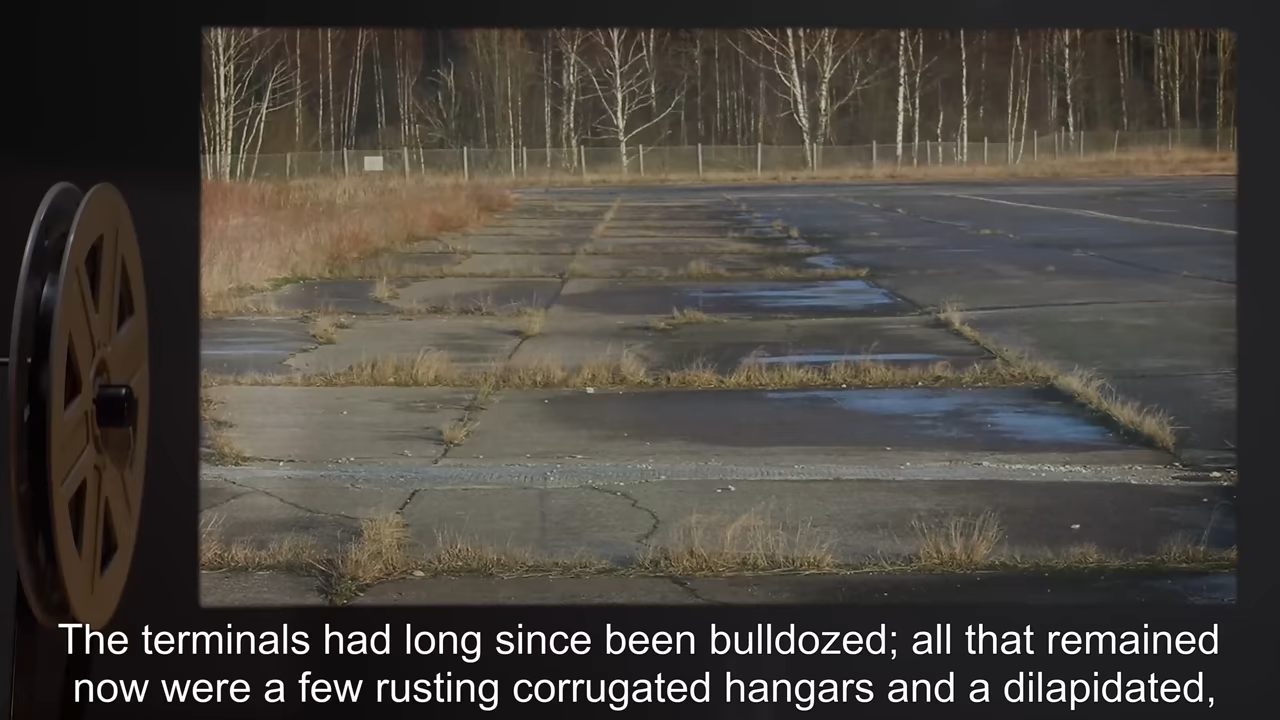 The terminals had long since been bulldozed; all that remained
now were a few rusting corrugated hangars and a dilapidated,